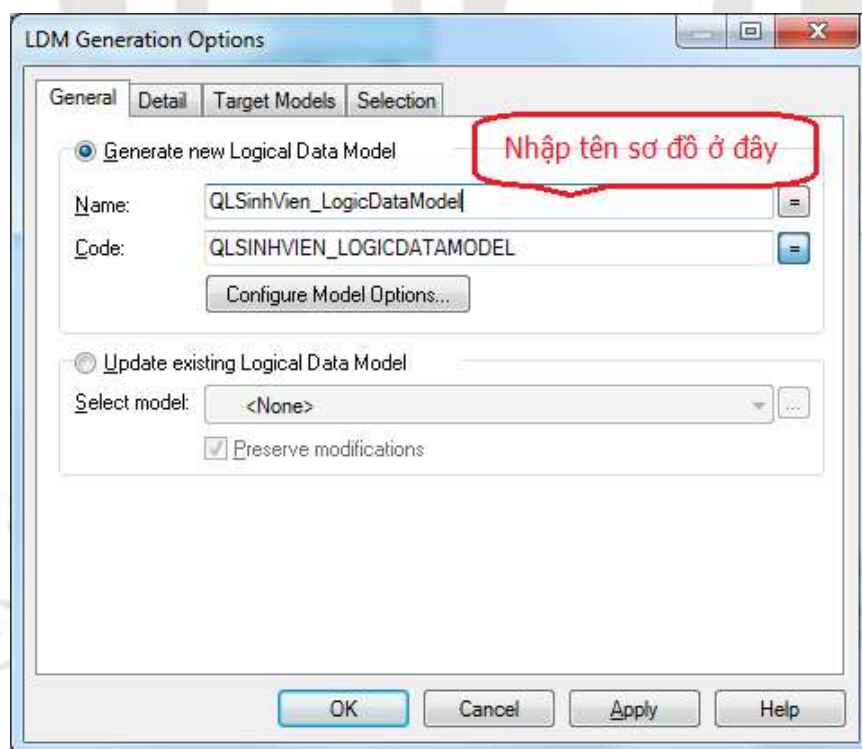 LDM Generation Options
General Detail Target Models Selection
Generate new Logical Data Model
Nhập tên sơ đồ ở đây
Name: QLSinhVien_LogicDataModel =
Code: QLSINHVIEN_LOGICDATAMODEL =
Configure Model Options...
Update existing Logical Data Model
Select model: <None> ...
Preserve modifications
OK Cancel Apply Help